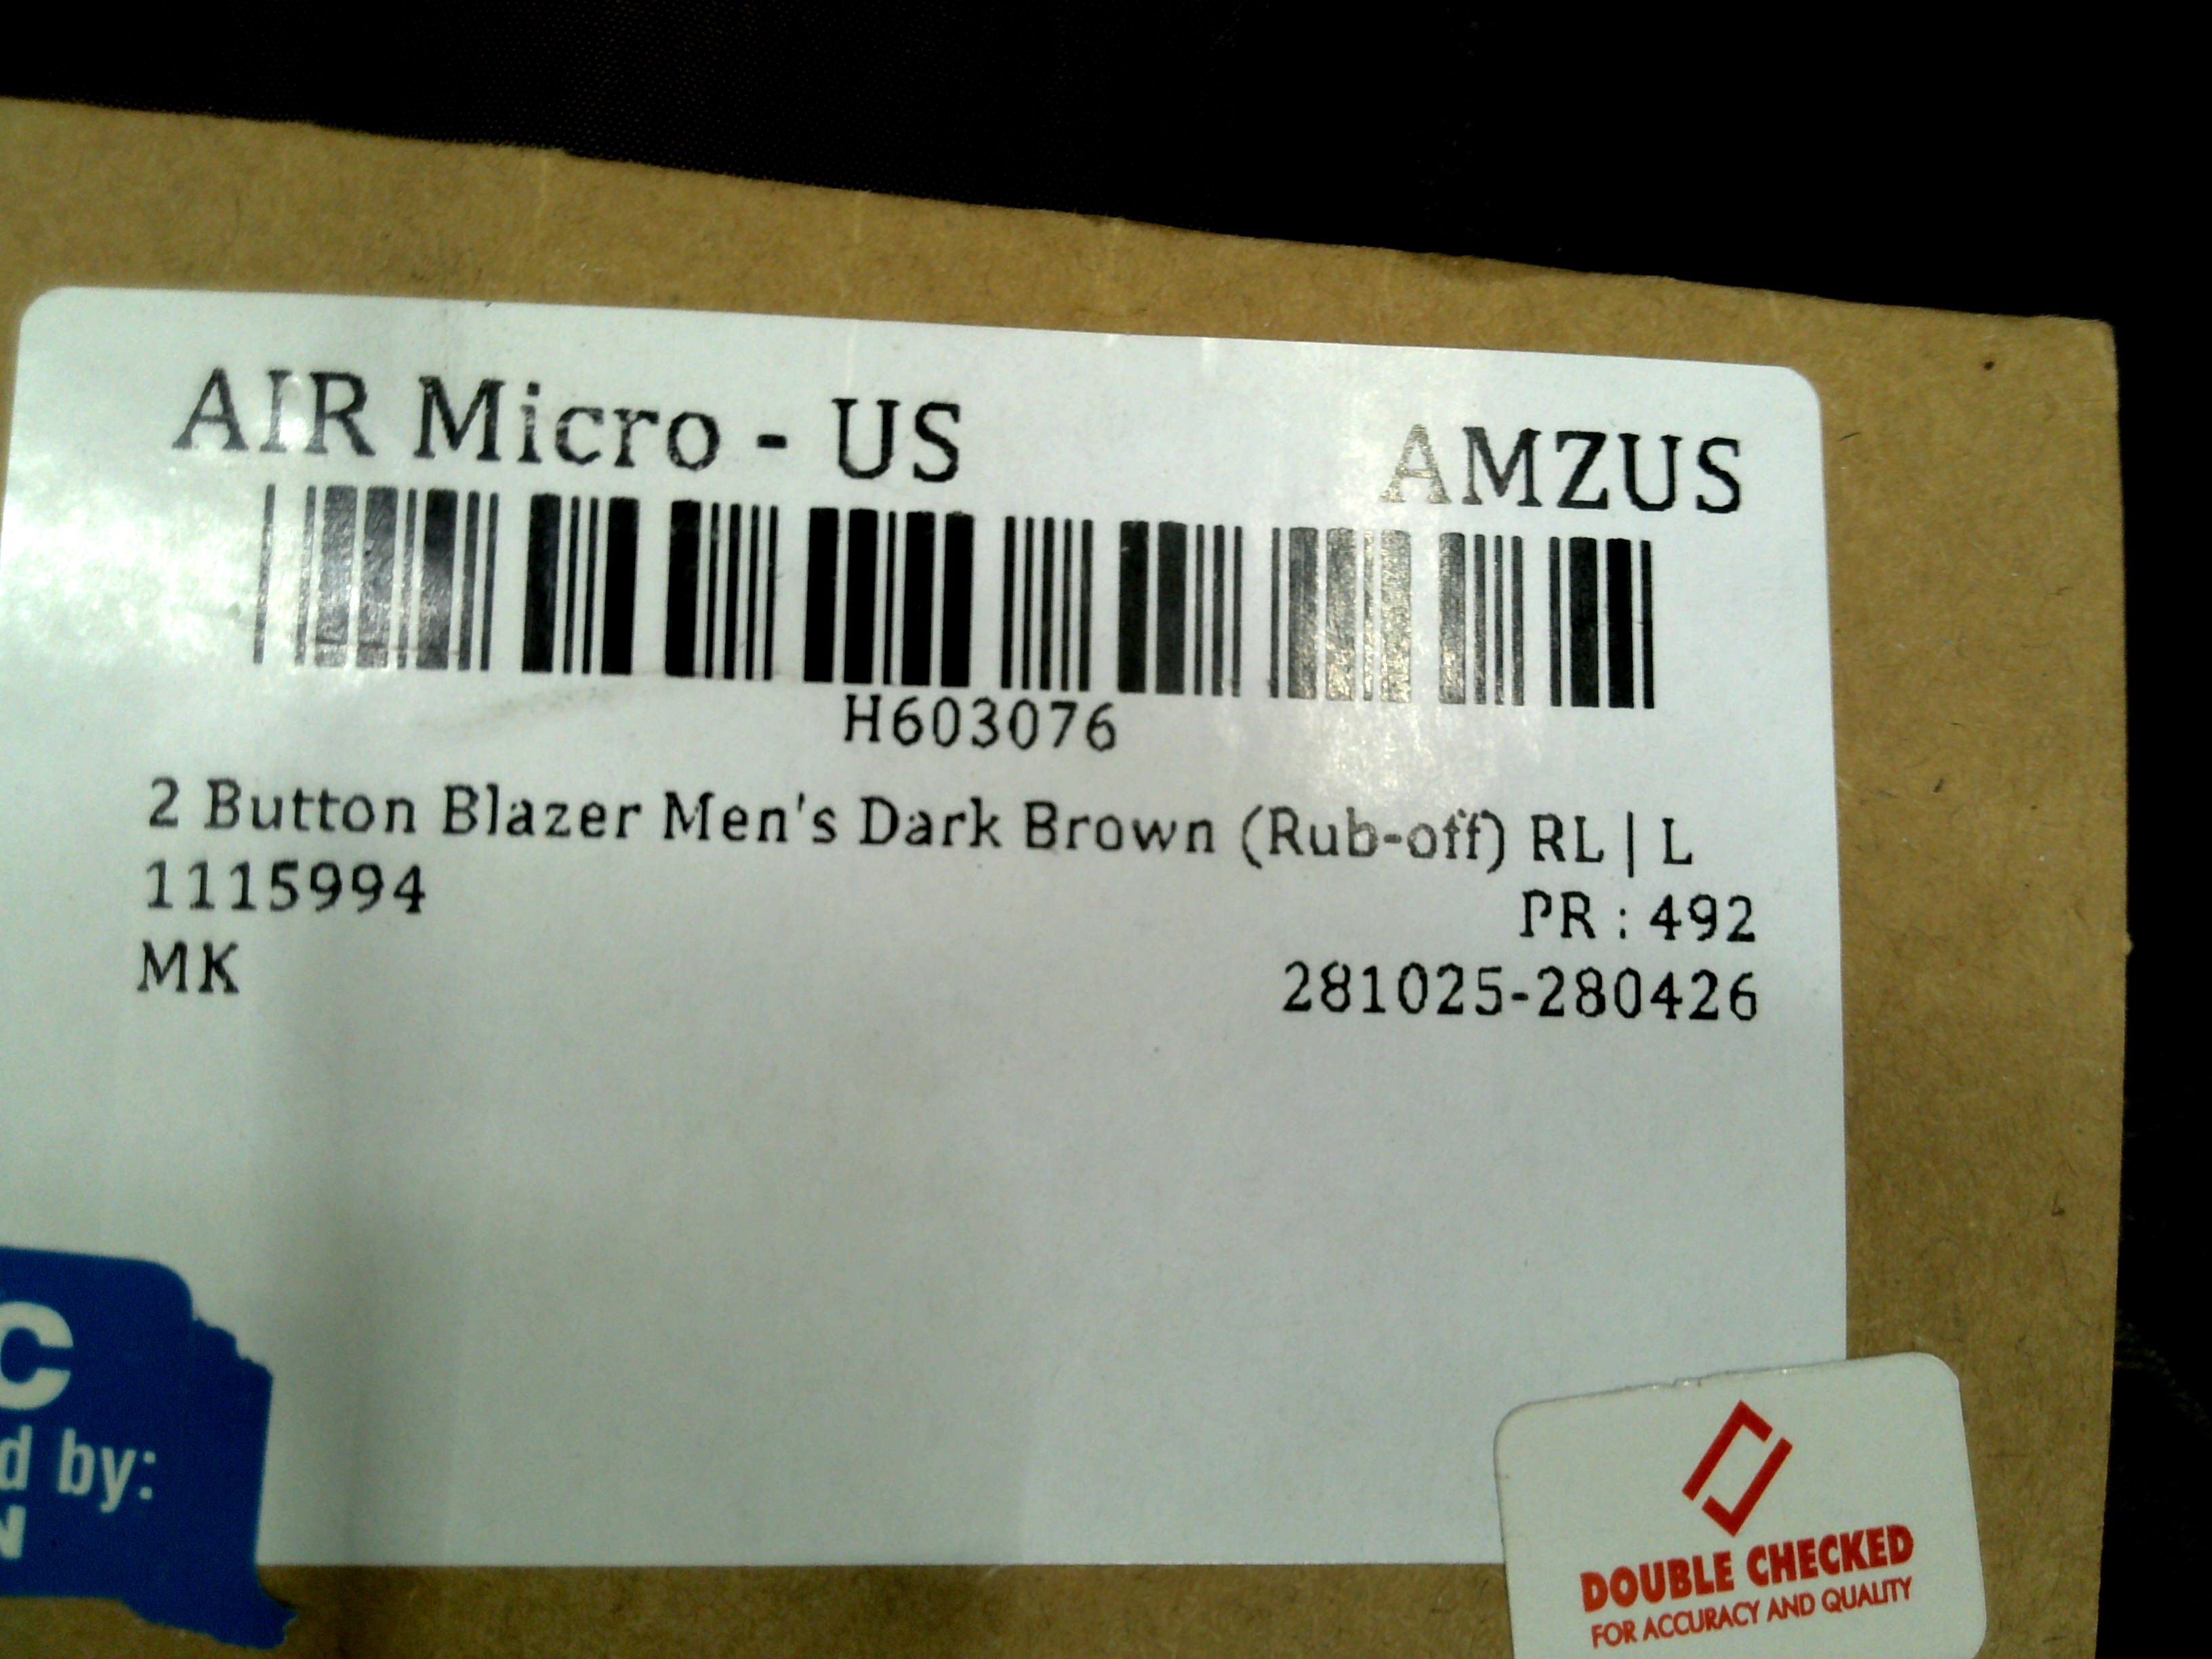 AIR Micro - US AMZUS
H603076
2 Button Blazer Men's Dark Brown (Rub-off) RL | L
1115994 PR : 492
MK 281025-280426
C
d by:
N
DOUBLE CHECKED
FOR ACCURACY AND QUALITY